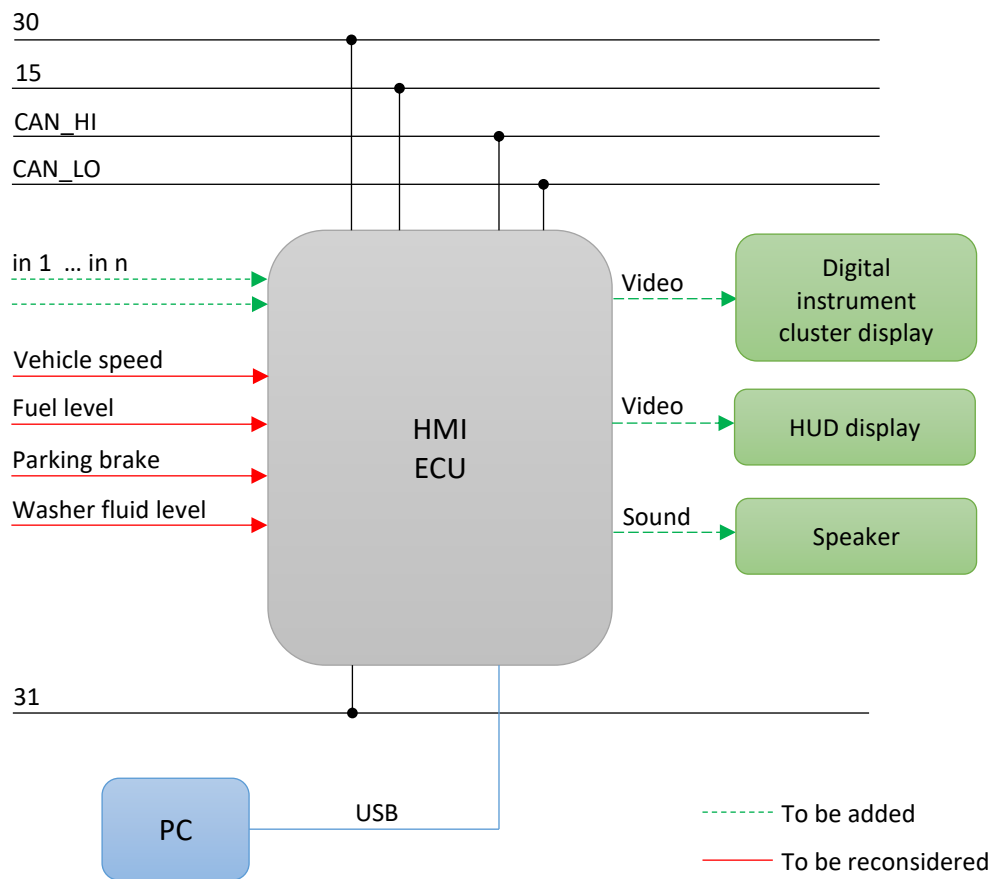 30
15
CAN_HI
CAN_LO
in 1 ... in n
Vehicle speed
Fuel level
Parking brake
Washer fluid level
HMI
ECU
Video
Digital
instrument
cluster display
Video
HUD display
Sound
Speaker
31
PC
USB
To be added
To be reconsidered